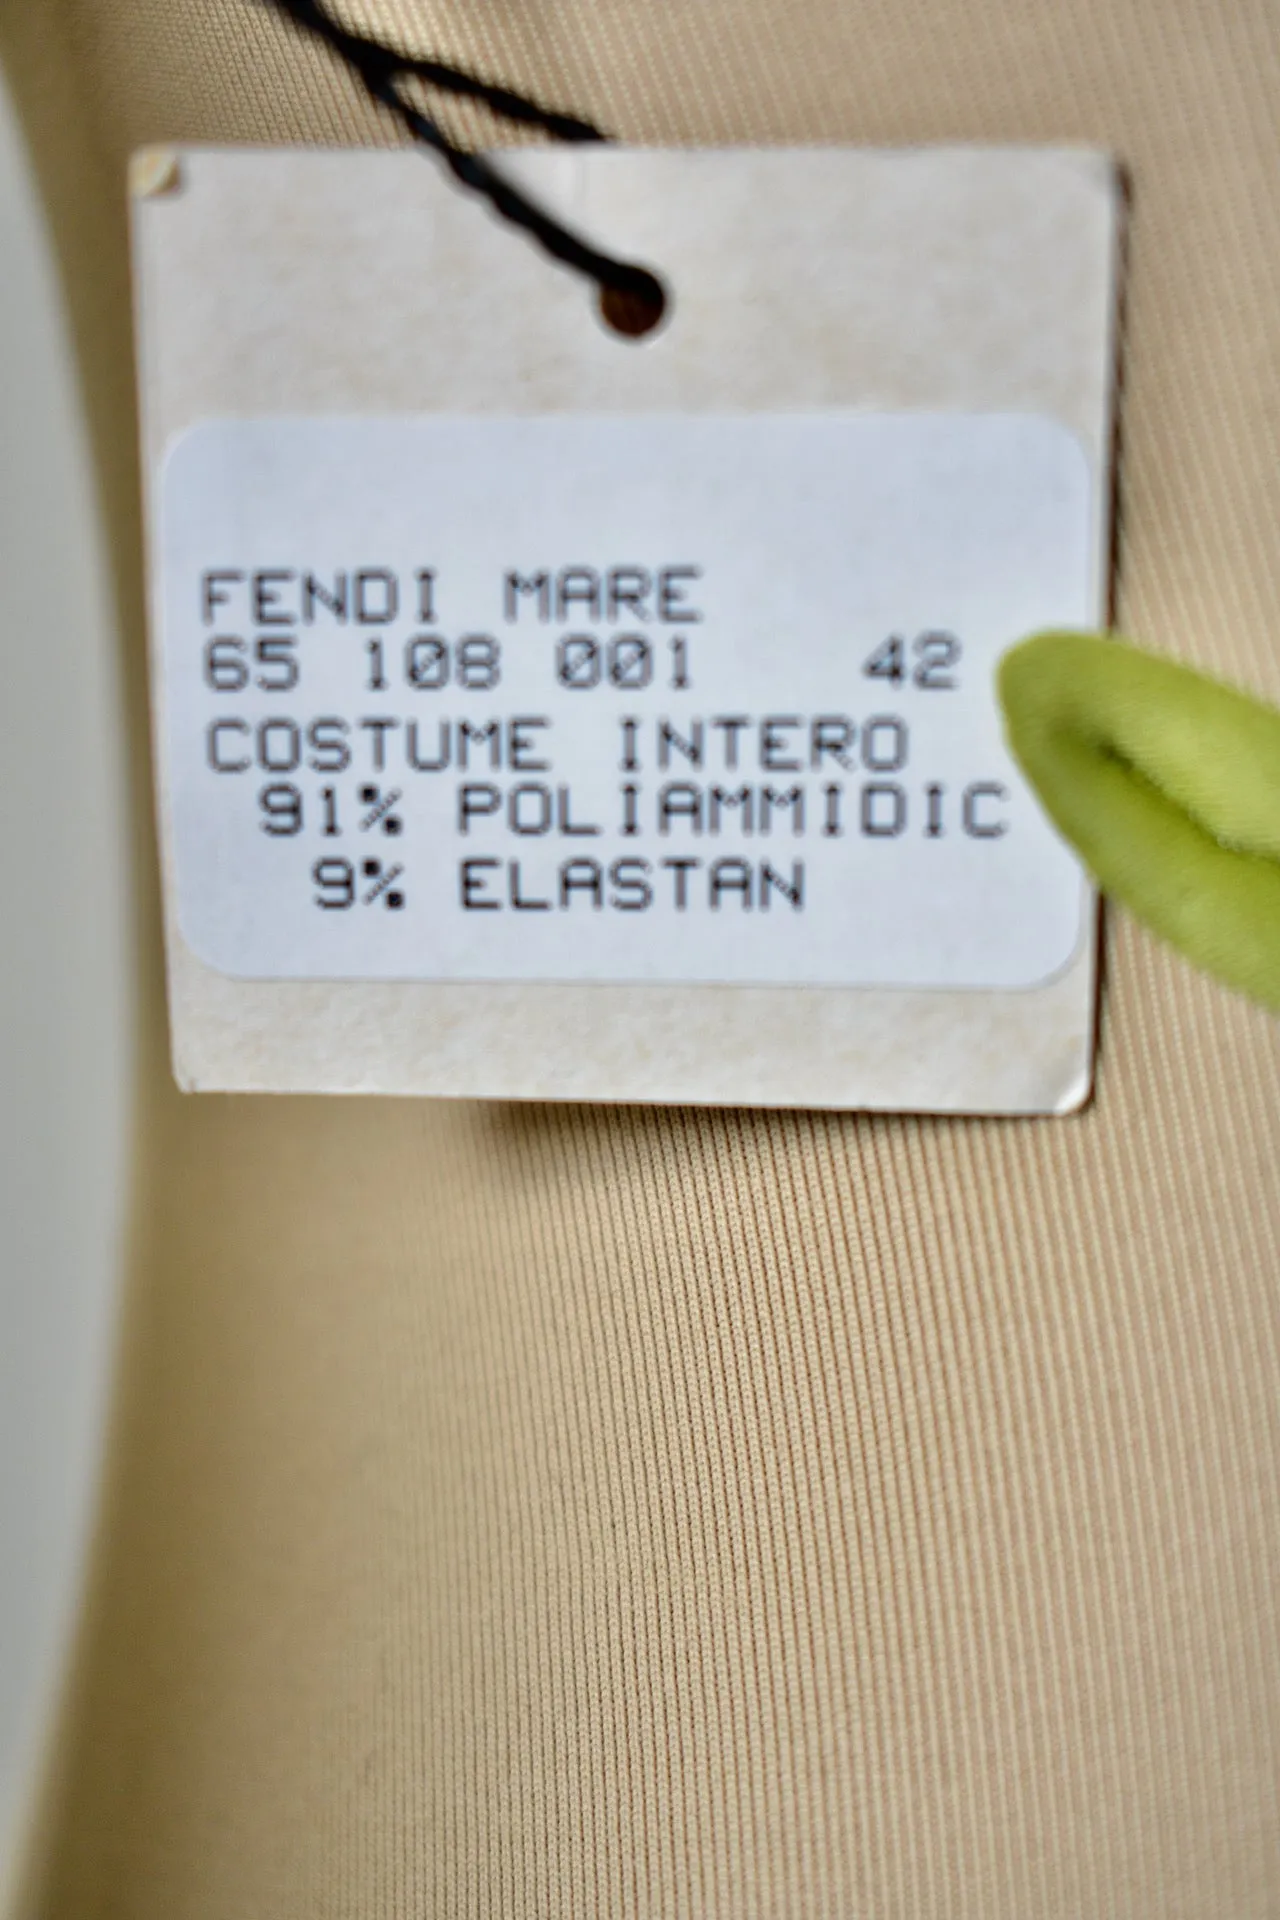 FENDI MARE
65 108 001 42
COSTUME INTERO
91% POLIAMMIDIC
9% ELASTAN